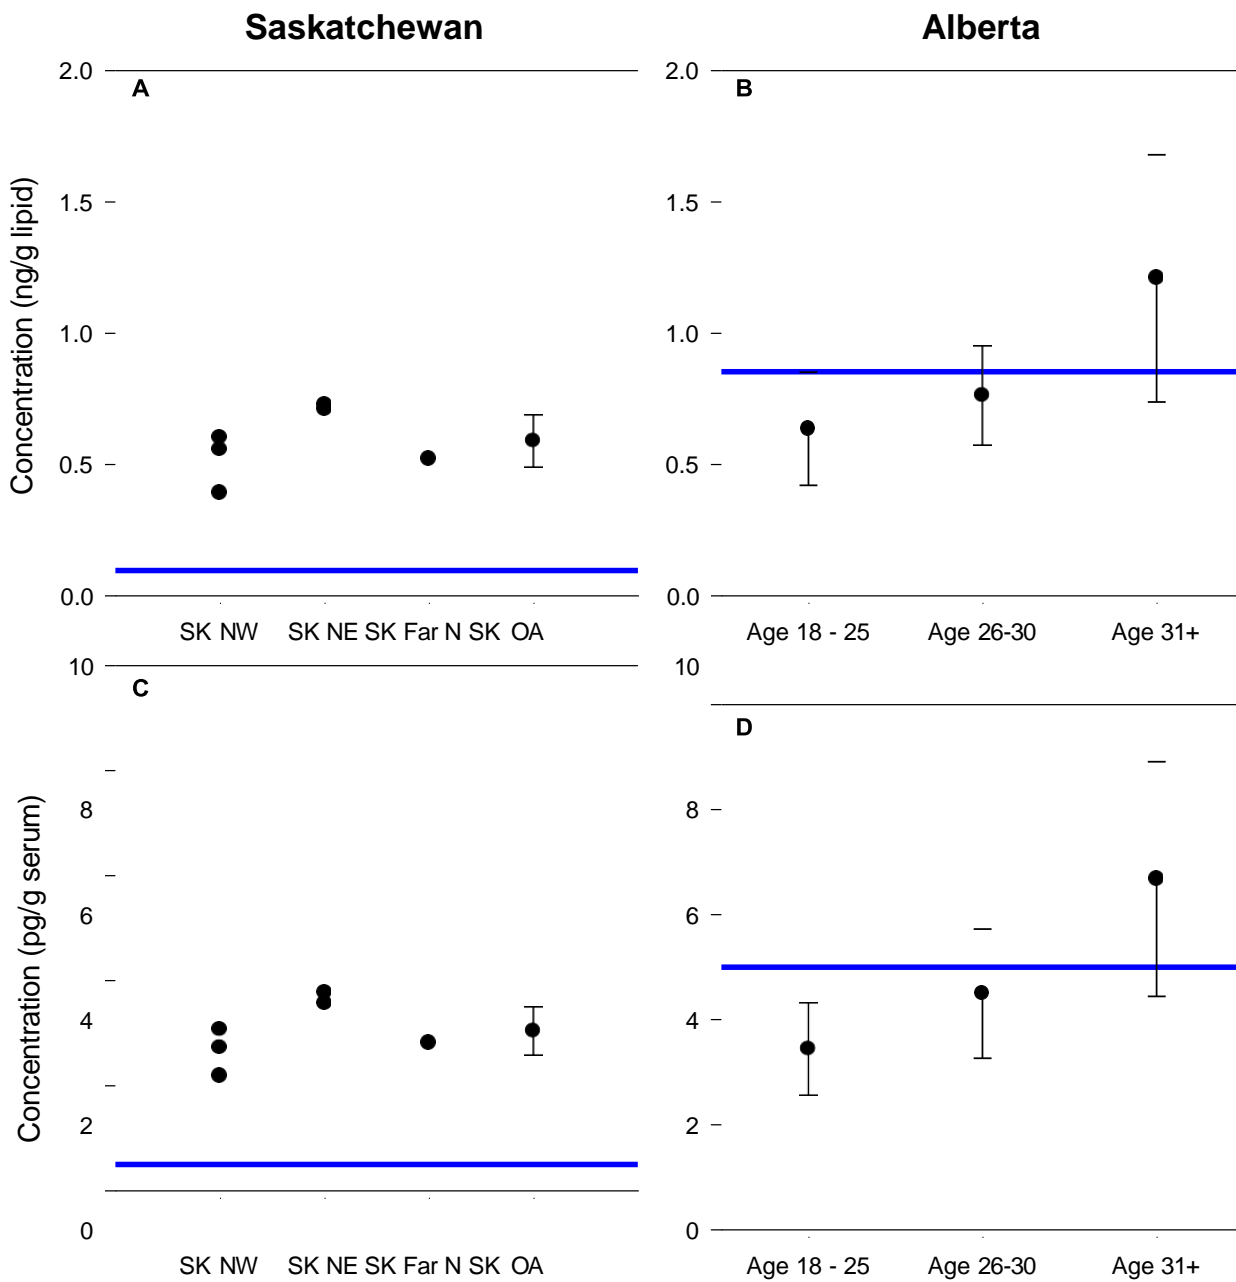 Saskatchewan Alberta
2.0 2.0
A B
1.5 1.5
1.0 1.0
0.5 0.5
0.0 0.0
Concentration (ng/g lipid)
SK NW SK NE SK Far N SK OA Age 18 - 25 Age 26-30 Age 31+
10 10
C D
8 8
6 6
4 4
2 2
0 0
Concentration (pg/g serum)
SK NW SK NE SK Far N SK OA Age 18 - 25 Age 26-30 Age 31+